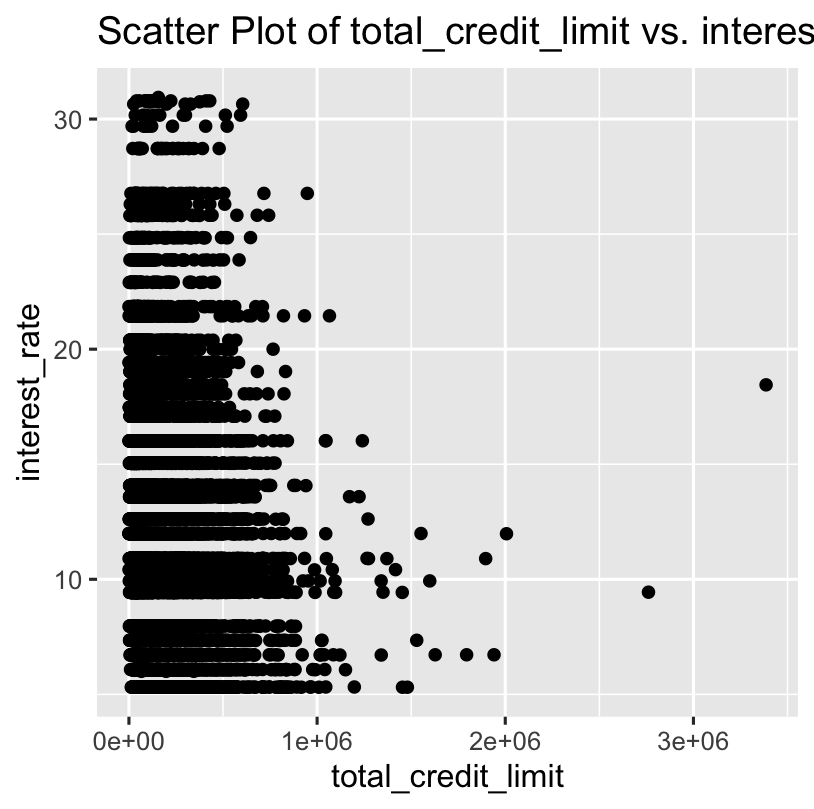 Scatter Plot of total_credit_limit vs. interes
30
20
10
interest_rate
0e+00 1e+06 2e+06 3e+06
total_credit_limit